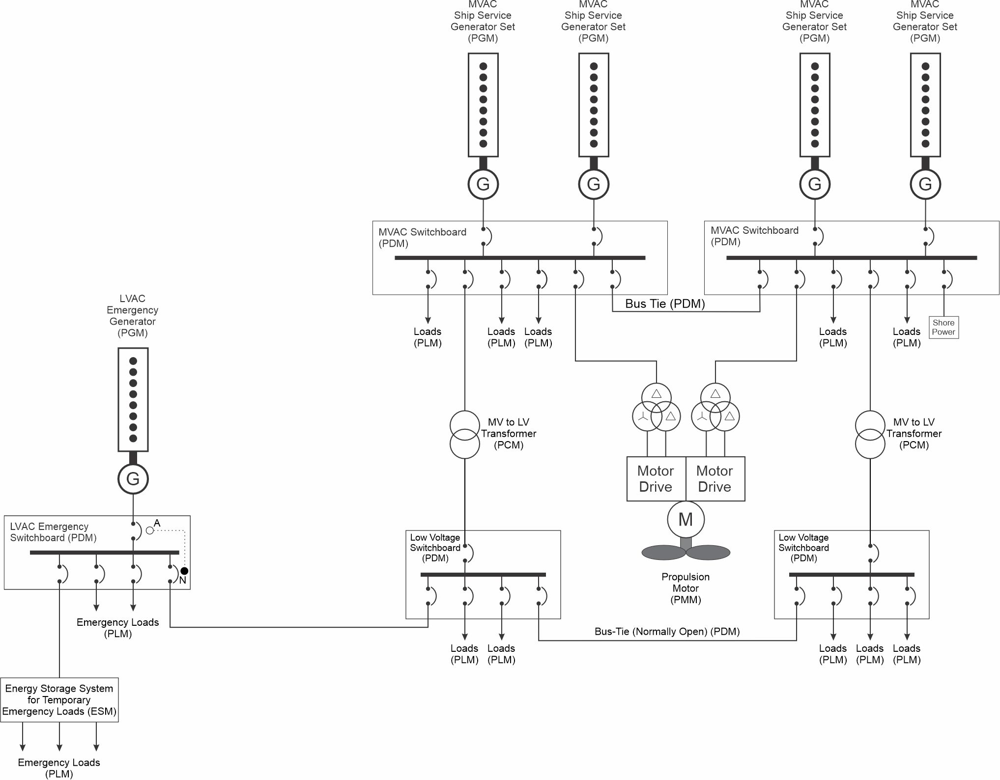 MVAC
Ship Service
Generator Set
(PGM)
MVAC
Ship Service
Generator Set
(PGM)
MVAC
Ship Service
Generator Set
(PGM)
MVAC
Ship Service
Generator Set
(PGM)
G
G
G
G
MVAC Switchboard
(PDM)
MVAC Switchboard
(PDM)
Bus Tie (PDM)
Loads
(PLM)
Loads
(PLM)
Loads
(PLM)
Loads
(PLM)
Loads
(PLM)
Shore
Power
LVAC
Emergency
Generator
(PGM)
G
MV to LV
Transformer
(PCM)
MV to LV
Transformer
(PCM)
Motor
Drive
Motor
Drive
M
Propulsion
Motor
(PMM)
LVAC Emergency
Switchboard (PDM)
A
N
Low Voltage
Switchboard
(PDM)
Low Voltage
Switchboard
(PDM)
Emergency Loads
(PLM)
Bus-Tie (Normally Open) (PDM)
Loads
(PLM)
Loads
(PLM)
Loads
(PLM)
Loads
(PLM)
Loads
(PLM)
Energy Storage System
for Temporary
Emergency Loads (ESM)
Emergency Loads
(PLM)